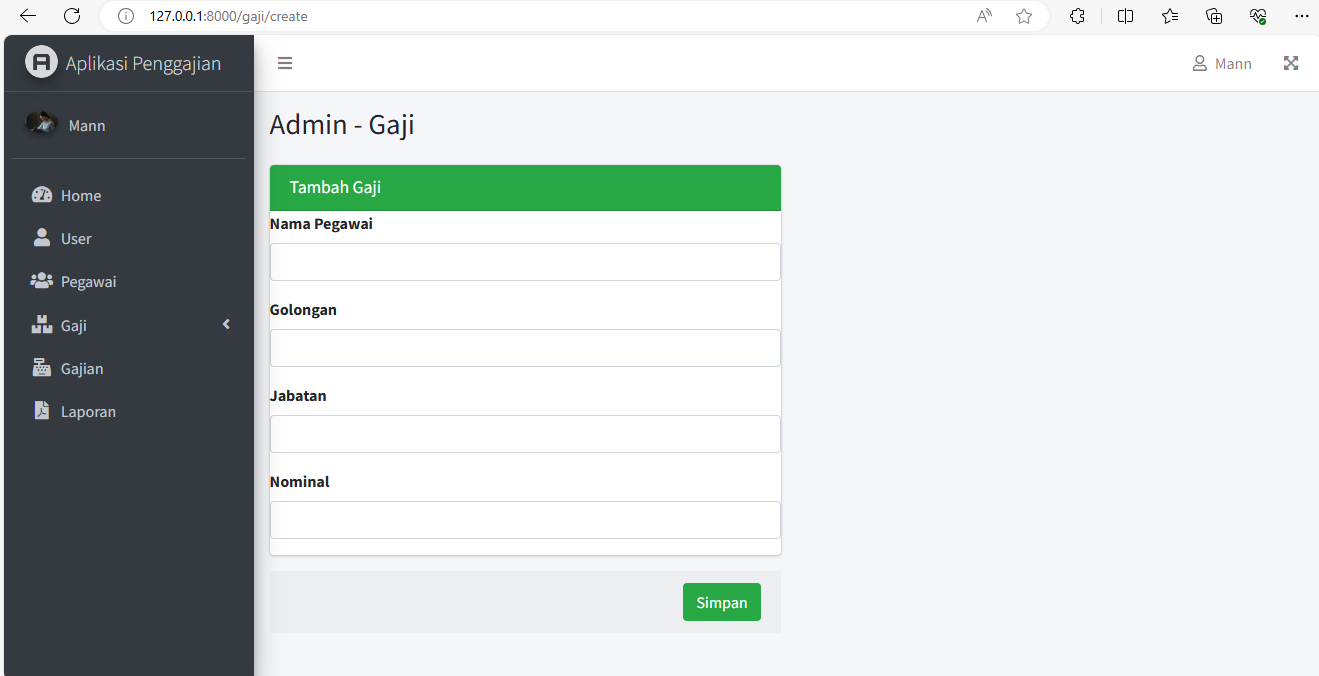 127.0.0.1:8000/gaji/create
Aplikasi Penggajian
Mann
Mann
Home
User
Pegawai
Gaji
Gajian
Laporan
Admin - Gaji
Tambah Gaji
Nama Pegawai
Golongan
Jabatan
Nominal
Simpan